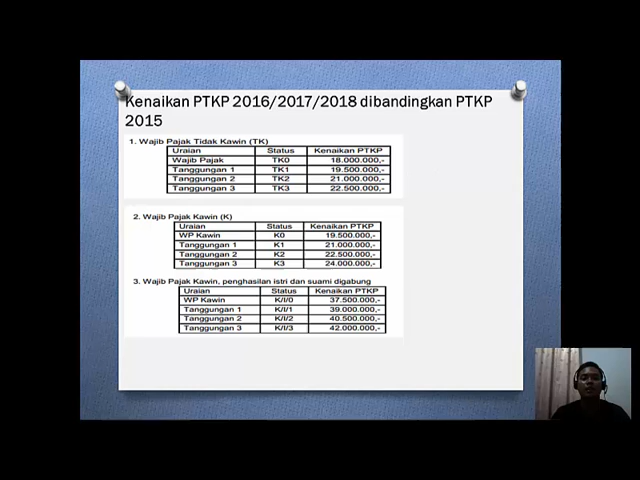 Kenaikan PTKP 2016/2017/2018 dibandingkan PTKP
2015
1. Wajib Pajak Tidak Kawin (TK)
Uraian Status Kenaikan PTKP
Wajib Pajak TK0 18.000.000,-
Tanggungan 1 TK1 19.500.000,-
Tanggungan 2 TK2 21.000.000,-
Tanggungan 3 TK3 22.500.000,-
2. Wajib Pajak Kawin (K)
Uraian Status Kenaikan PTKP
WP Kawin K0 19.500.000,-
Tanggungan 1 K1 21.000.000,-
Tanggungan 2 K2 22.500.000,-
Tanggungan 3 K3 24.000.000,-
3. Wajib Pajak Kawin, penghasilan istri dan suami digabung
Uraian Status Kenaikan PTKP
WP Kawin K/I/0 37.500.000,-
Tanggungan 1 K/I/1 39.000.000,-
Tanggungan 2 K/I/2 40.500.000,-
Tanggungan 3 K/I/3 42.000.000,-